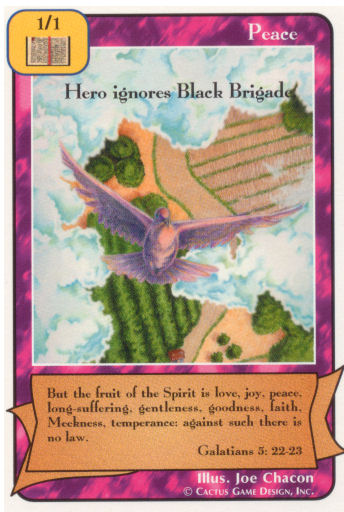 1/1
Peace
Hero ignores Black Brigade
But the fruit of the Spirit is love, joy, peace,
long-suffering, gentleness, goodness, faith,
Meekness, temperance: against such there is
no law.
Galatians 5: 22-23
Illus. Joe Chacon
© Cactus Game Design, Inc.